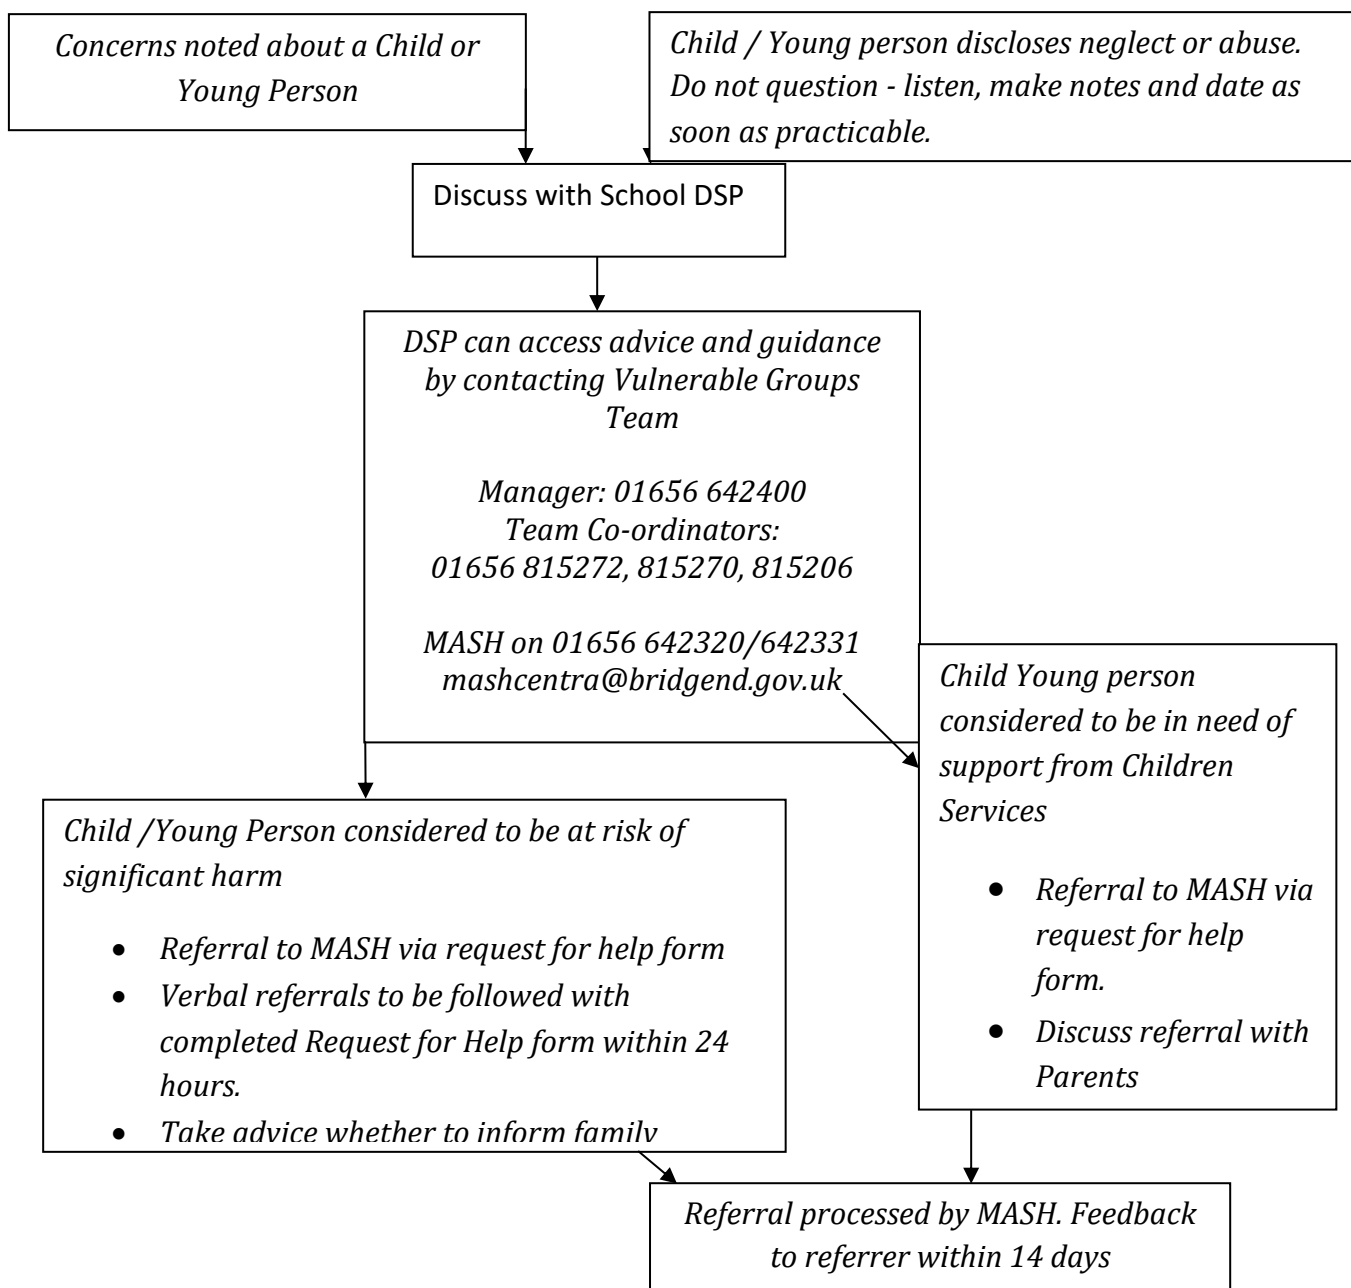 Concerns noted about a Child or
Young Person
Child / Young person discloses neglect or abuse.
Do not question - listen, make notes and date as
soon as practicable.
Discuss with School DSP
DSP can access advice and guidance
by contacting Vulnerable Groups
Team
Manager: 01656 642400
Team Co-ordinators:
01656 815272, 815270, 815206
MASH on 01656 642320/642331
mashcentra@bridgend.gov.uk
Child /Young Person considered to be at risk of
significant harm
• Referral to MASH via request for help form
• Verbal referrals to be followed with
completed Request for Help form within 24
hours.
• Take advice whether to inform family
Child Young person
considered to be in need of
support from Children
Services
• Referral to MASH via
request for help
form.
• Discuss referral with
Parents
Referral processed by MASH. Feedback
to referrer within 14 days